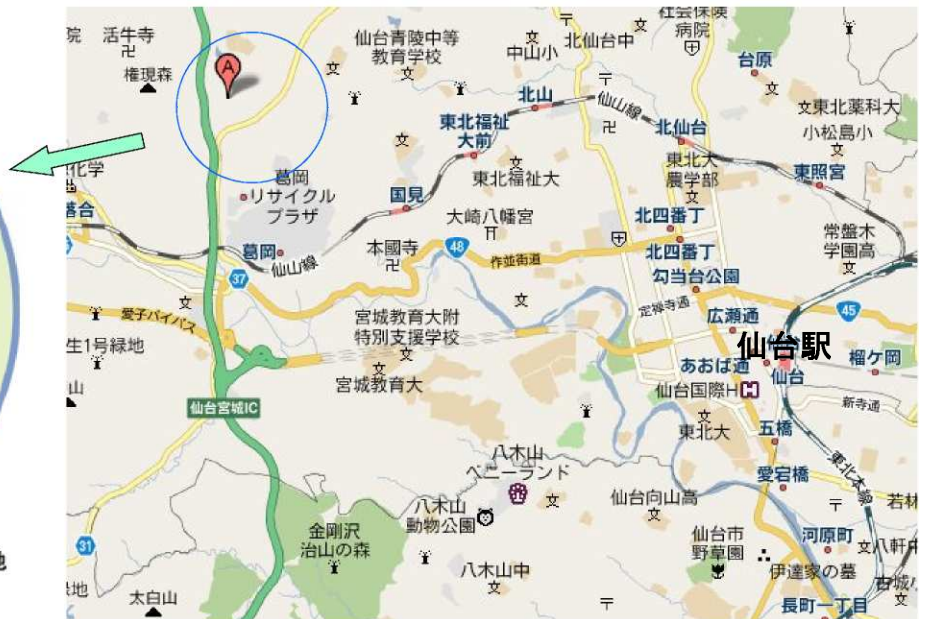 院
活牛寺
権現森
A
仙台青陵中等
教育学校
中山小
北仙台中
社会保険
病院
台原
東北薬科大
小松島小
北山
仙山線
北仙台
東北福祉
大前
化学
葛岡
リサイクル
プラザ
国見
東北福祉大
東北大
農学部
東照宮
落合
大崎八幡宮
北四番丁
北四番丁
常盤木
学園高
葛岡
仙山線
本國寺
48
作並街道
勾当台公園
37
定禅寺通
広瀬通
45
愛子バイパス
宮城教育大附
特別支援学校
生1号緑地
仙台駅
あおば通
仙台
榴ケ岡
山
宮城教育大
仙台国際H
仙台宮城IC
新寺通
東北大
五橋
八木山
ベニーランド
愛宕橋
東北本線
仙台向山高
若林
八木山
動物公園
金剛沢
治山の森
仙台市
野草園
河原町
八軒中
31
八木山中
伊達家の墓
古城小
地
太白山
長町一丁目